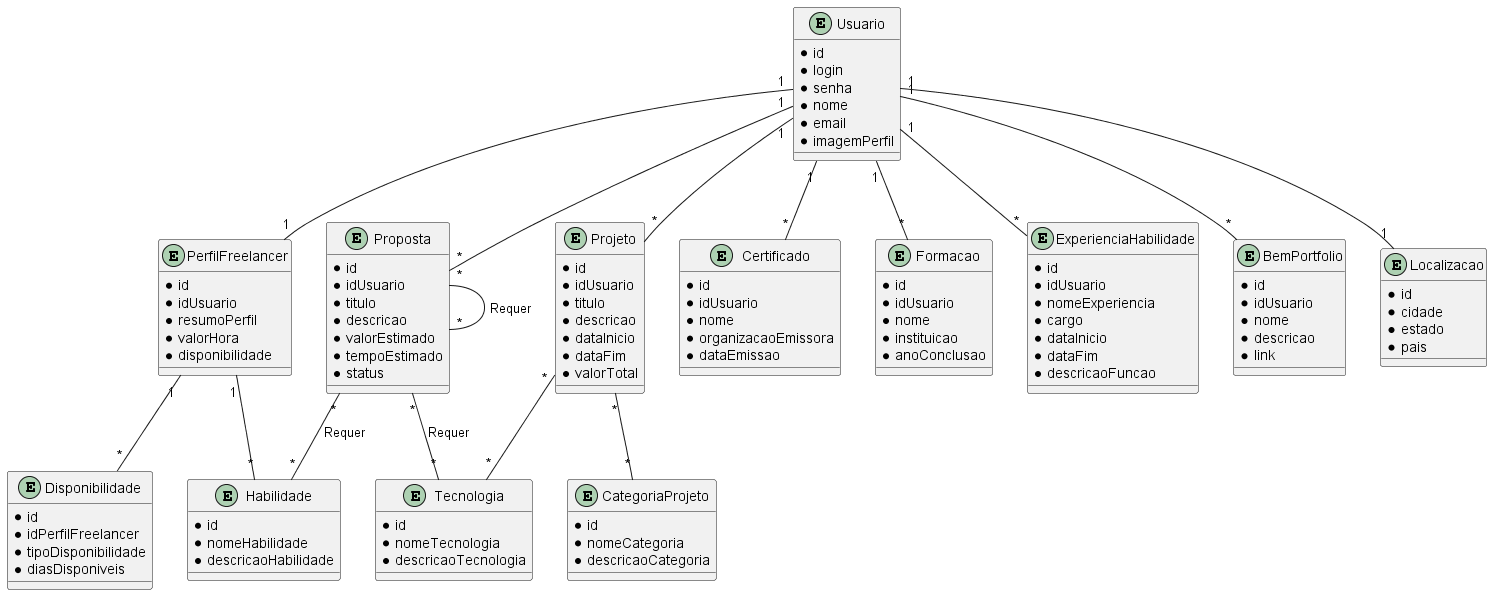 E Usuario
id
login
senha
nome
email
imagemPerfil
1
1
1
1
1
1
1
1
1
*
*
*
*
*
*
*
1
E PerfilFreelancer
id
idUsuario
resumoPerfil
valorHora
disponibilidade
E Proposta
id
idUsuario
titulo
descricao
valorEstimado
tempoEstimado
status
*
*
Requer
E Projeto
id
idUsuario
titulo
descricao
dataInicio
dataFim
valorTotal
E Certificado
id
idUsuario
nome
organizacaoEmissora
dataEmissao
E Formacao
id
idUsuario
nome
instituicao
anoConclusao
E ExperienciaHabilidade
id
idUsuario
nomeExperiencia
cargo
dataInicio
dataFim
descricaoFuncao
E BemPortfolio
id
idUsuario
nome
descricao
link
E Localizacao
id
cidade
estado
pais
1
1
*
*
*
*
Requer
Requer
*
*
*
*
*
*
E Disponibilidade
id
idPerfilFreelancer
tipoDisponibilidade
diasDisponiveis
E Habilidade
id
nomeHabilidade
descricaoHabilidade
E Tecnologia
id
nomeTecnologia
descricaoTecnologia
E CategoriaProjeto
id
nomeCategoria
descricaoCategoria